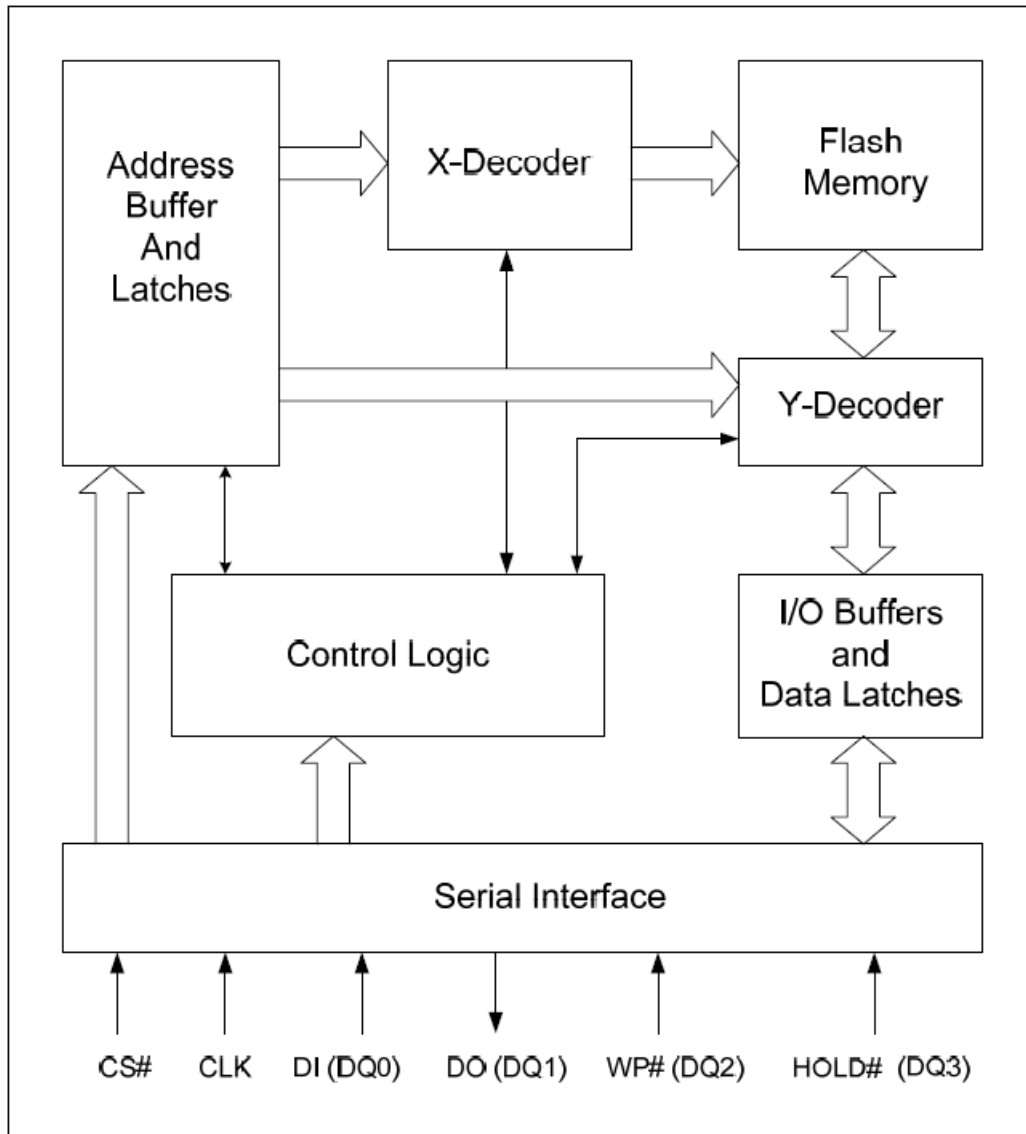 Address
Buffer
And
Latches
X-Decoder
Flash
Memory
Y-Decoder
Control Logic
I/O Buffers
and
Data Latches
Serial Interface
CS#
CLK
DI (DQ0)
DO (DQ1)
WP# (DQ2)
HOLD# (DQ3)